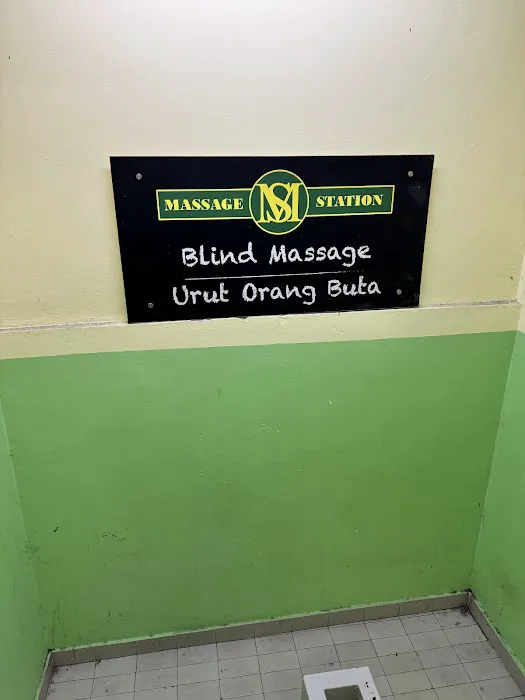 MASSAGE MS STATION
Blind Massage
Urut Orang Buta